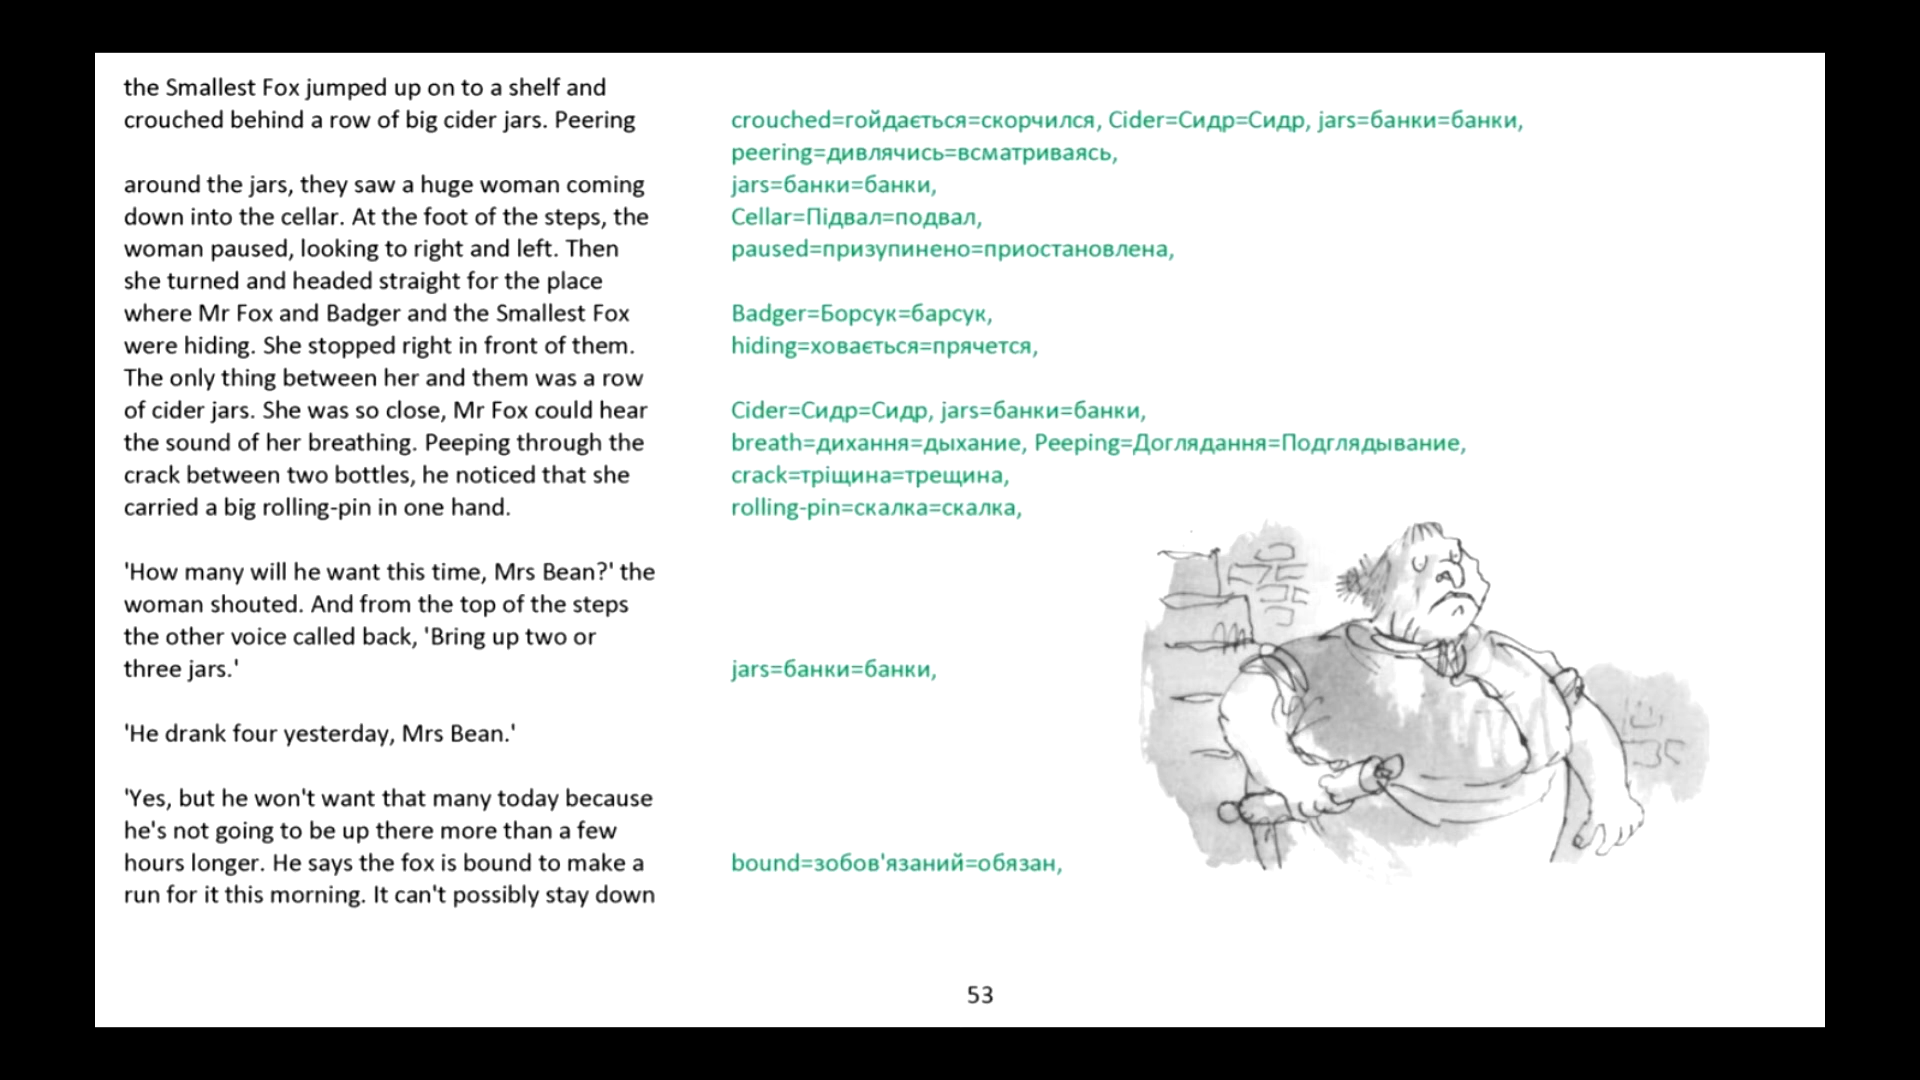 the Smallest Fox jumped up on to a shelf and
crouched behind a row of big cider jars. Peering
crouched=гойдається=скорчился, Cider=Сидр=Сидр, jars=банки=банки,
peering=дивлячись=всматриваясь,
around the jars, they saw a huge woman coming
jars=банки=банки,
down into the cellar. At the foot of the steps, the
Cellar=Підвал=подвал,
woman paused, looking to right and left. Then
paused=призупинено=приостановлена,
she turned and headed straight for the place
where Mr Fox and Badger and the Smallest Fox
Badger=Борсук=барсук,
were hiding. She stopped right in front of them.
hiding=ховається=прячется,
The only thing between her and them was a row
of cider jars. She was so close, Mr Fox could hear
Cider=Сидр=Сидр, jars=банки=банки,
the sound of her breathing. Peeping through the
breath=дихання=дыхание, Peeping=Доглядання=Подглядывание,
crack between two bottles, he noticed that she
crack=тріщина=трещина,
carried a big rolling-pin in one hand.
rolling-pin=скалка=скалка,
'How many will he want this time, Mrs Bean?' the
woman shouted. And from the top of the steps
the other voice called back, 'Bring up two or
three jars.'
jars=банки=банки,
'He drank four yesterday, Mrs Bean.'
'Yes, but he won't want that many today because
he's not going to be up there more than a few
hours longer. He says the fox is bound to make a
bound=зобов'язаний=обязан,
run for it this morning. It can't possibly stay down
53